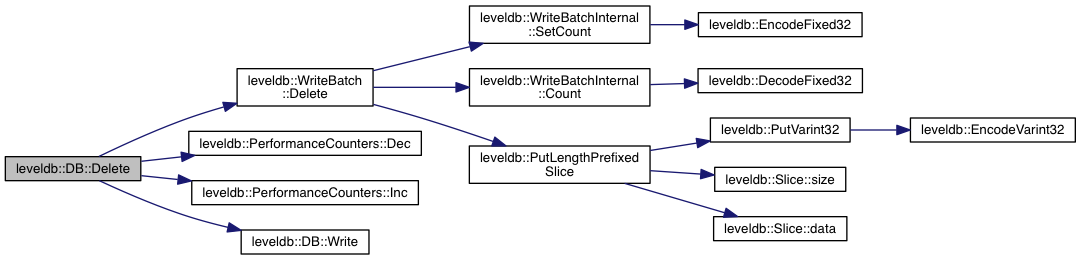 leveldb::DB::Delete
leveldb::WriteBatch
::Delete
leveldb::PerformanceCounters::Dec
leveldb::PerformanceCounters::Inc
leveldb::DB::Write
leveldb::WriteBatchInternal
::SetCount
leveldb::WriteBatchInternal
::Count
leveldb::PutLengthPrefixed
Slice
leveldb::EncodeFixed32
leveldb::DecodeFixed32
leveldb::PutVarint32
leveldb::Slice::size
leveldb::Slice::data
leveldb::EncodeVarint32